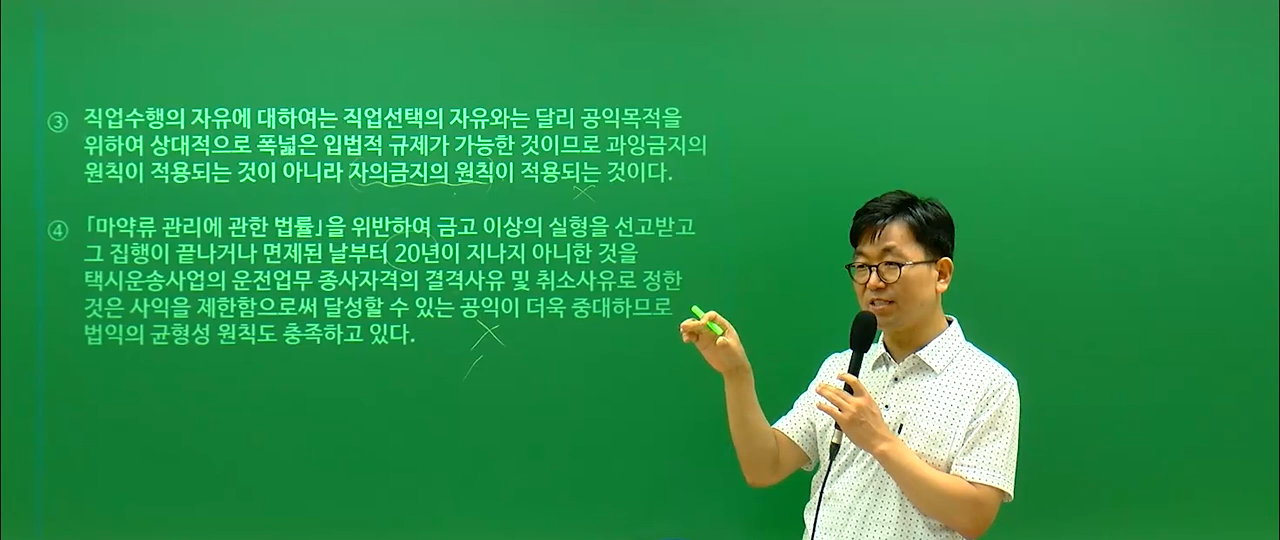 ③ 직업수행의 자유에 대하여는 직업선택의 자유와는 달리 공익목적을
위하여 상대적으로 폭넓은 입법적 규제가 가능한 것이므로 과잉금지의
원칙이 적용되는 것이 아니라 자의금지의 원칙이 적용되는 것이다.
④ 「마약류 관리에 관한 법률」을 위반하여 금고 이상의 실형을 선고받고
그 집행이 끝나거나 면제된 날부터 20년이 지나지 아니한 것을
택시운송사업의 운전업무 종사자격의 결격사유 및 취소사유로 정한
것은 사익을 제한함으로써 달성할 수 있는 공익이 더욱 중대하므로
법익의 균형성 원칙도 충족하고 있다.